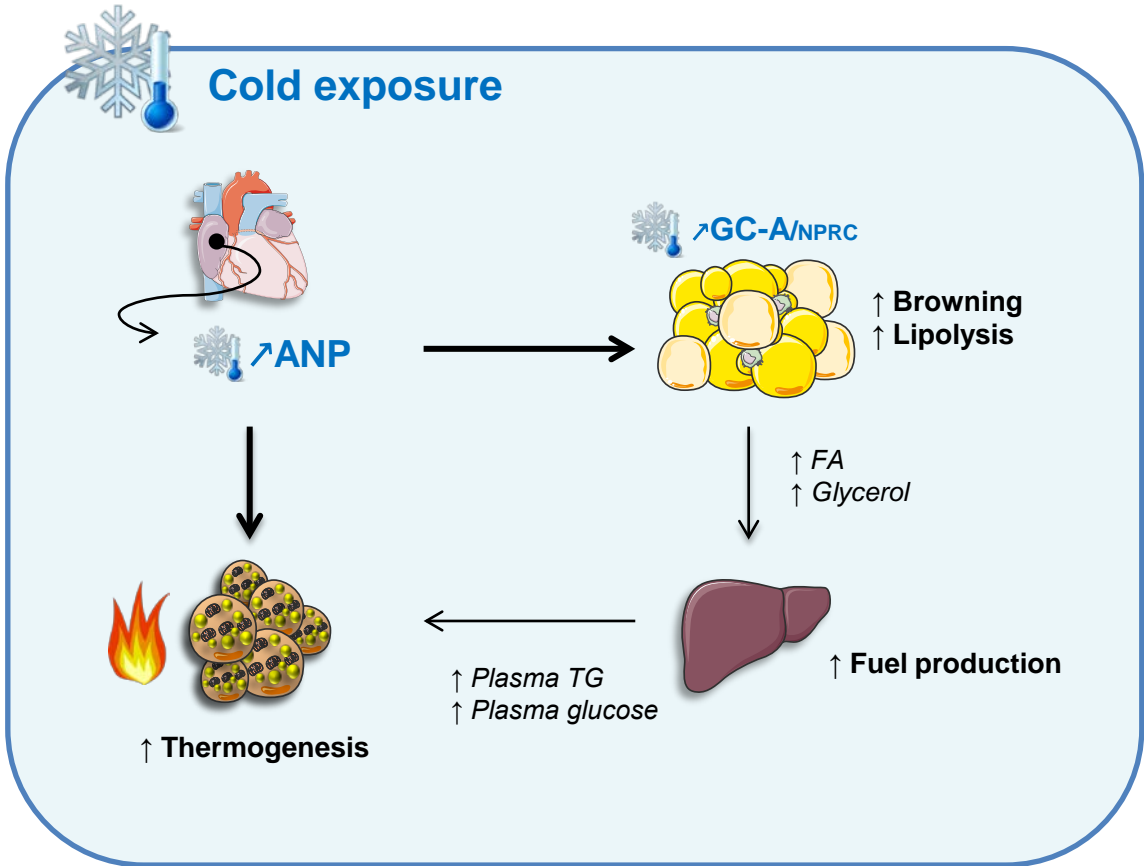 Cold exposure
↗GC-A/NPRC
↑ Browning
↑ Lipolysis
↗ANP
↑ FA
↑ Glycerol
↑ Plasma TG
↑ Plasma glucose
↑ Fuel production
↑ Thermogenesis